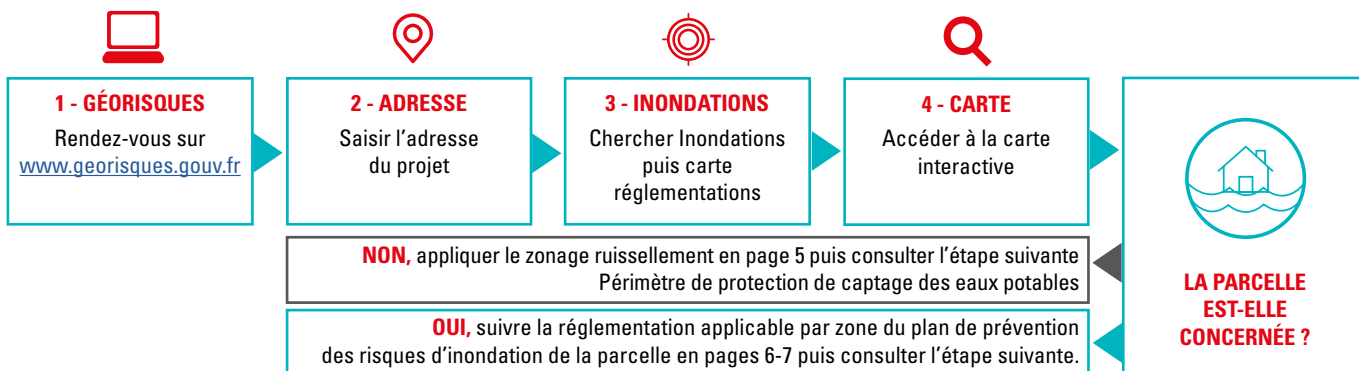 1 - GÉORISQUES
Rendez-vous sur
www.georisques.gouv.fr
2 - ADRESSE
Saisir l'adresse
du projet
3 - INONDATIONS
Chercher Inondations
puis carte
réglementations
4 - CARTE
Accéder à la carte
interactive
LA PARCELLE
EST-ELLE
CONCERNÉE ?
NON, appliquer le zonage ruissellement en page 5 puis consulter l'étape suivante
Périmètre de protection de captage des eaux potables
OUI, suivre la réglementation applicable par zone du plan de prévention
des risques d'inondation de la parcelle en pages 6-7 puis consulter l'étape suivante.